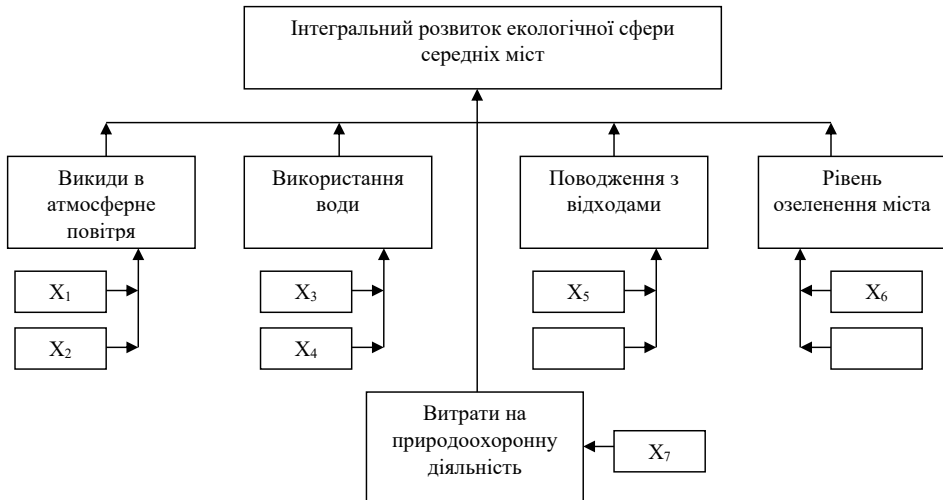 Інтегральний розвиток екологічної сфери
середніх міст
Викиди в
атмосферне
повітря
Використання
води
Поводження з
відходами
Рівень
озеленення міста
X₁
X₃
X₅
X₆
X₂
X₄
Витрати на
природоохоронну
діяльність
X₇